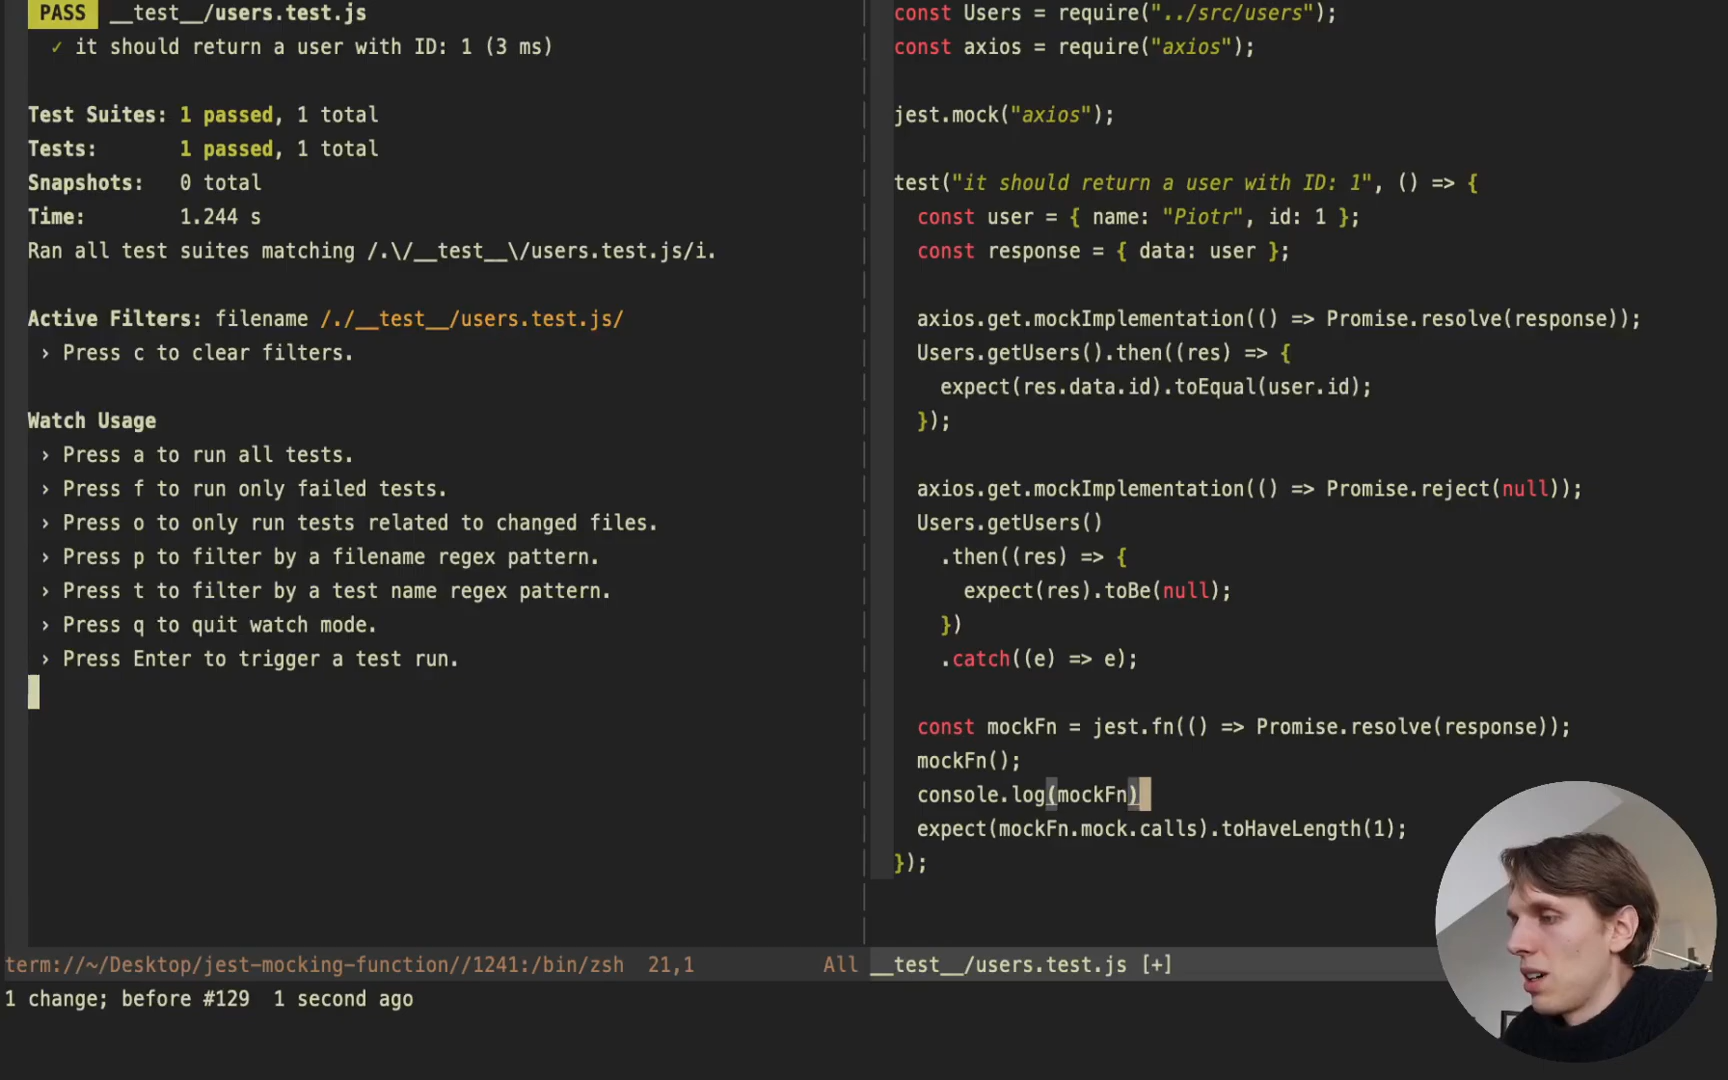 PASS __test__/users.test.js
✓ it should return a user with ID: 1 (3 ms)
Test Suites: 1 passed, 1 total
Tests: 1 passed, 1 total
Snapshots: 0 total
Time: 1.244 s
Ran all test suites matching /.\/__test__\/users.test.js/i.
Active Filters: filename /./__test__/users.test.js/
› Press c to clear filters.
Watch Usage
› Press a to run all tests.
› Press f to run only failed tests.
› Press o to only run tests related to changed files.
› Press p to filter by a filename regex pattern.
› Press t to filter by a test name regex pattern.
› Press q to quit watch mode.
› Press Enter to trigger a test run.
term://~/Desktop/jest-mocking-function//1241:/bin/zsh 21,1 All
1 change; before #129 1 second ago
const Users = require("../src/users");
const axios = require("axios");
jest.mock("axios");
test("it should return a user with ID: 1", () => {
const user = { name: "Piotr", id: 1 };
const response = { data: user };
axios.get.mockImplementation(() => Promise.resolve(response));
Users.getUsers().then((res) => {
expect(res.data.id).toEqual(user.id);
});
axios.get.mockImplementation(() => Promise.reject(null));
Users.getUsers()
.then((res) => {
expect(res).toBe(null);
})
.catch((e) => e);
const mockFn = jest.fn(() => Promise.resolve(response));
mockFn();
console.log(mockFn)
expect(mockFn.mock.calls).toHaveLength(1);
});
__test__/users.test.js [+]